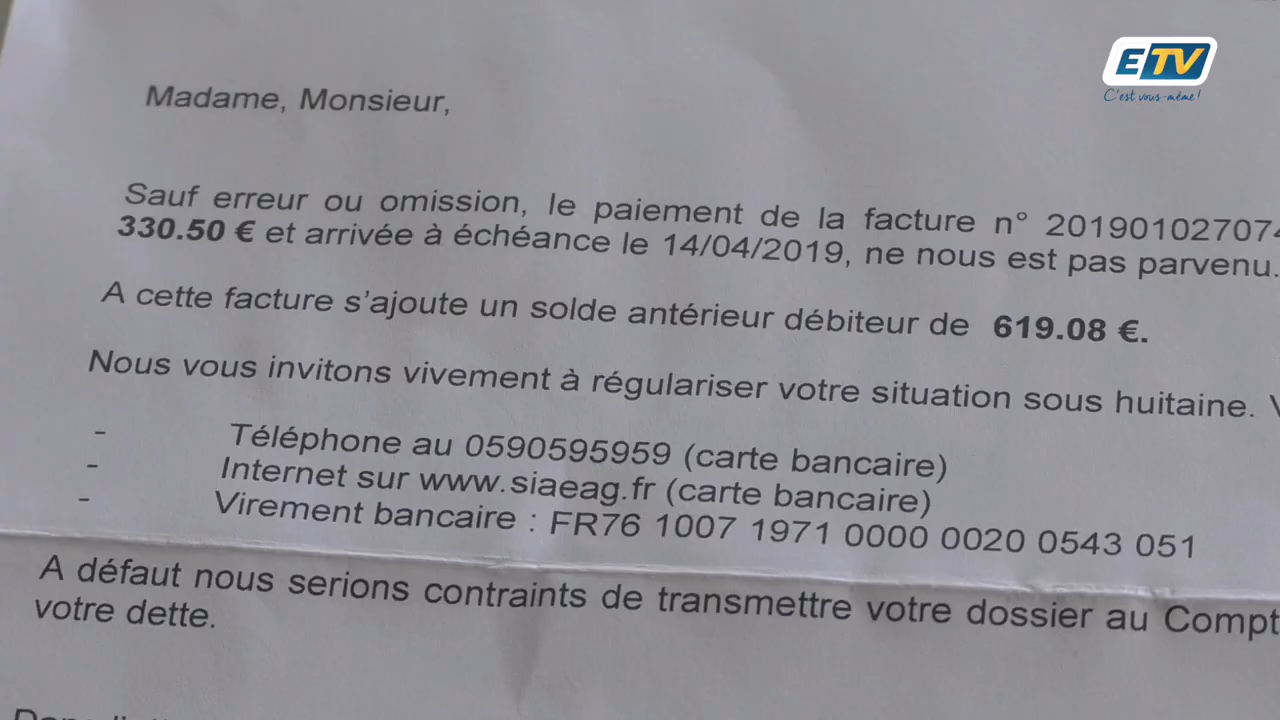 ETV
C'est vous-même!
Madame, Monsieur,
Sauf erreur ou omission, le paiement de la facture n°
330.50 € et arrivée à échéance le 14/04/2019, ne nous est pas parvenu.
A cette facture s'ajoute un solde antérieur débiteur de 619.08 €.
Nous vous invitons vivement à régulariser votre situation sous huitaine.
- Téléphone au 0590595959 (carte bancaire)
- Internet sur www.siaeag.fr (carte bancaire)
- Virement bancaire : FR76 1007 1971 0000 0020 0543 051
A défaut nous serions contraints de transmettre votre dossier au
votre dette.